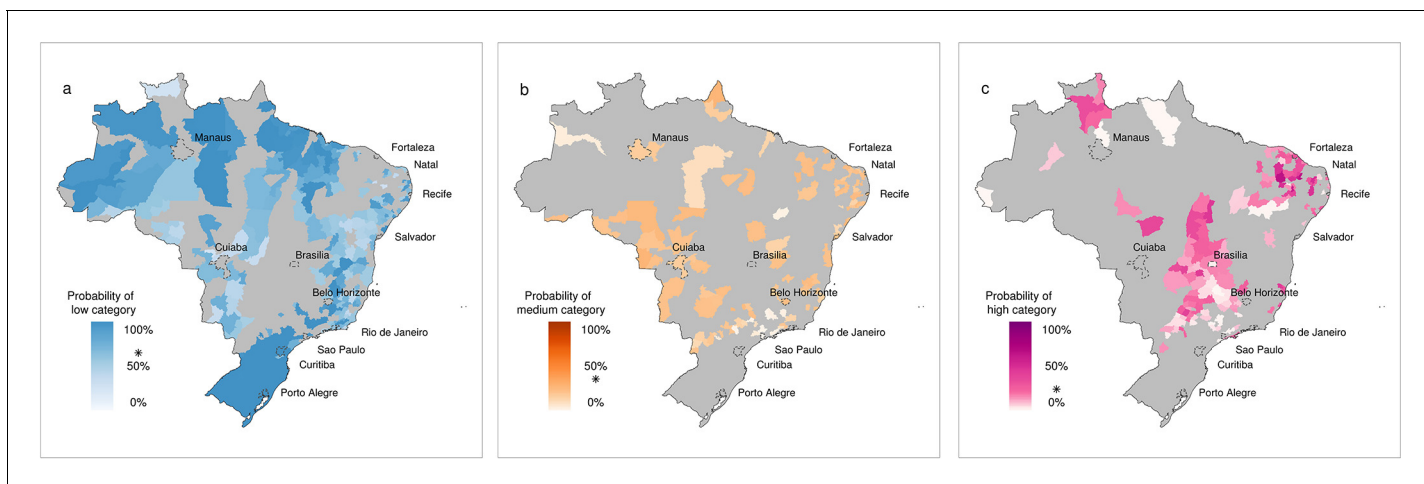 a
Manaus
Fortaleza
Natal
Recife
Salvador
Cuiaba
Brasilia
Belo Horizonte
Rio de Janeiro
Sao Paulo
Curitiba
Porto Alegre
Probability of
low category
100%
*
50%
0%
b
Manaus
Fortaleza
Natal
Recife
Salvador
Cuiaba
Brasilia
Belo Horizonte
Rio de Janeiro
Sao Paulo
Curitiba
Porto Alegre
Probability of
medium category
100%
50%
*
0%
c
Manaus
Fortaleza
Natal
Recife
Salvador
Cuiaba
Brasilia
Belo Horizonte
Rio de Janeiro
Sao Paulo
Curitiba
Porto Alegre
Probability of
high category
100%
50%
*
0%